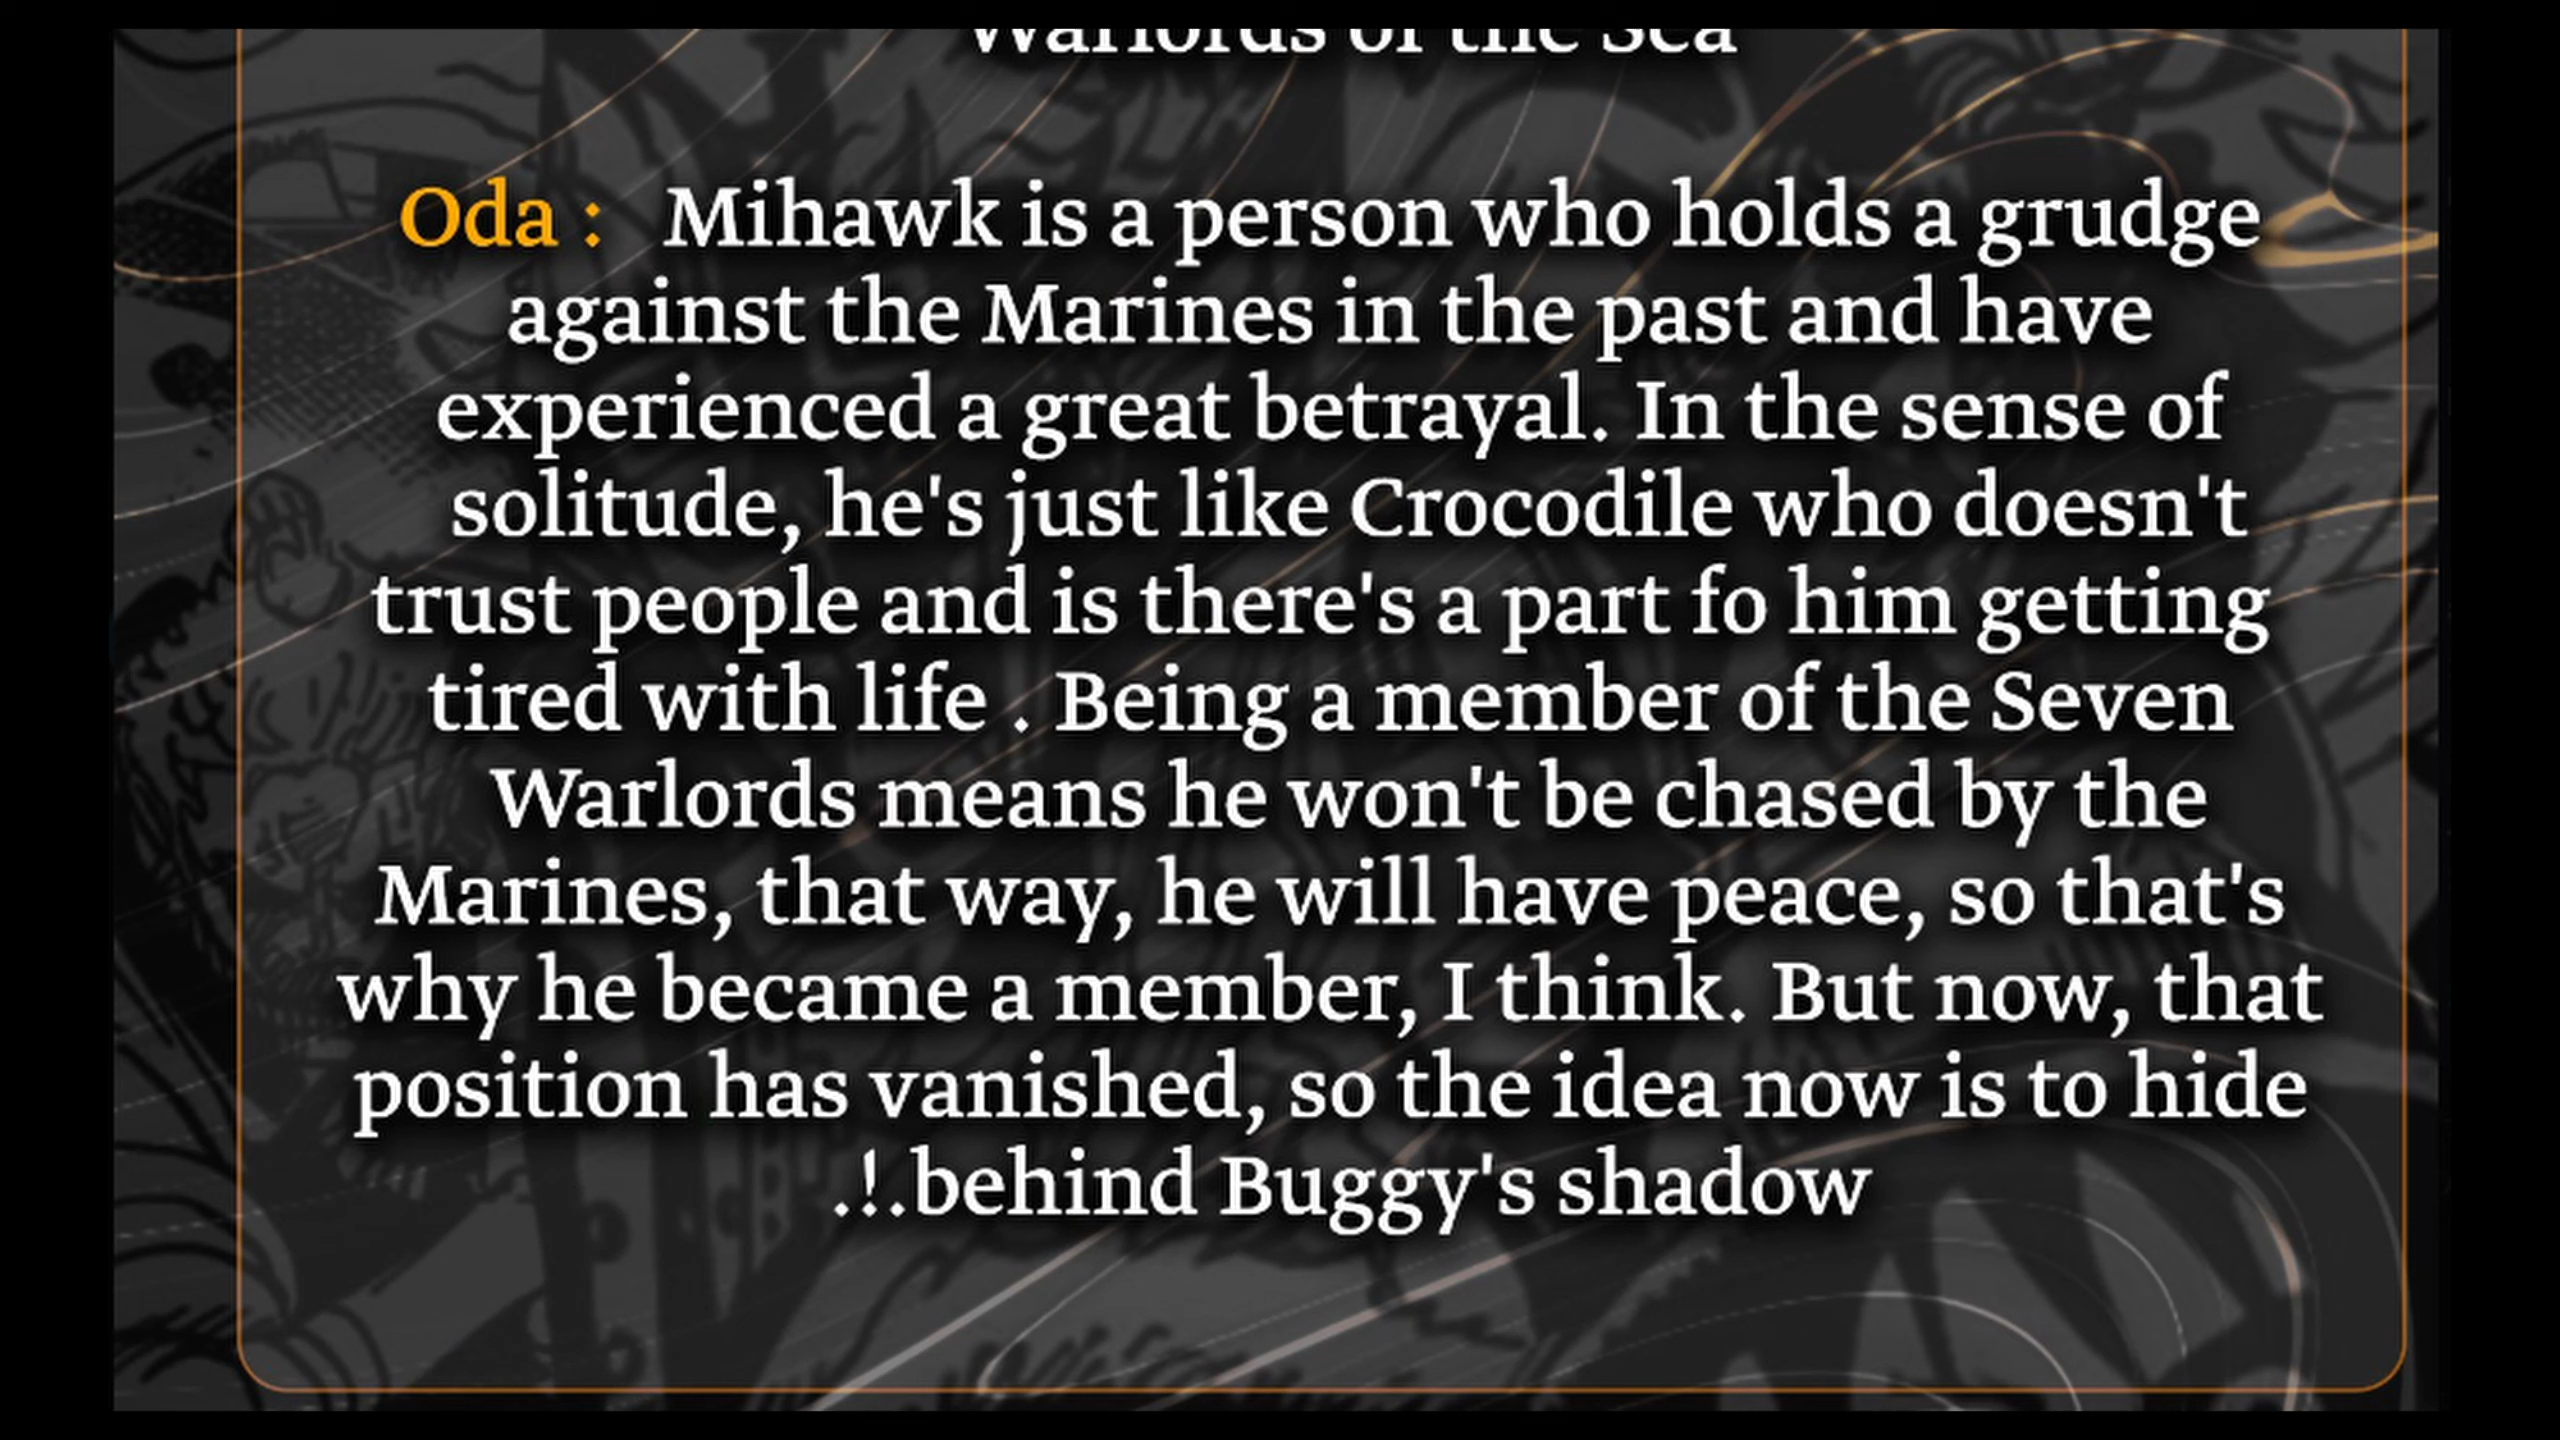 Warlords of the Sea
Oda : Mihawk is a person who holds a grudge
against the Marines in the past and have
experienced a great betrayal. In the sense of
solitude, he's just like Crocodile who doesn't
trust people and is there's a part fo him getting
tired with life . Being a member of the Seven
Warlords means he won't be chased by the
Marines, that way, he will have peace, so that's
why he became a member, I think. But now, that
position has vanished, so the idea now is to hide
.!.behind Buggy's shadow